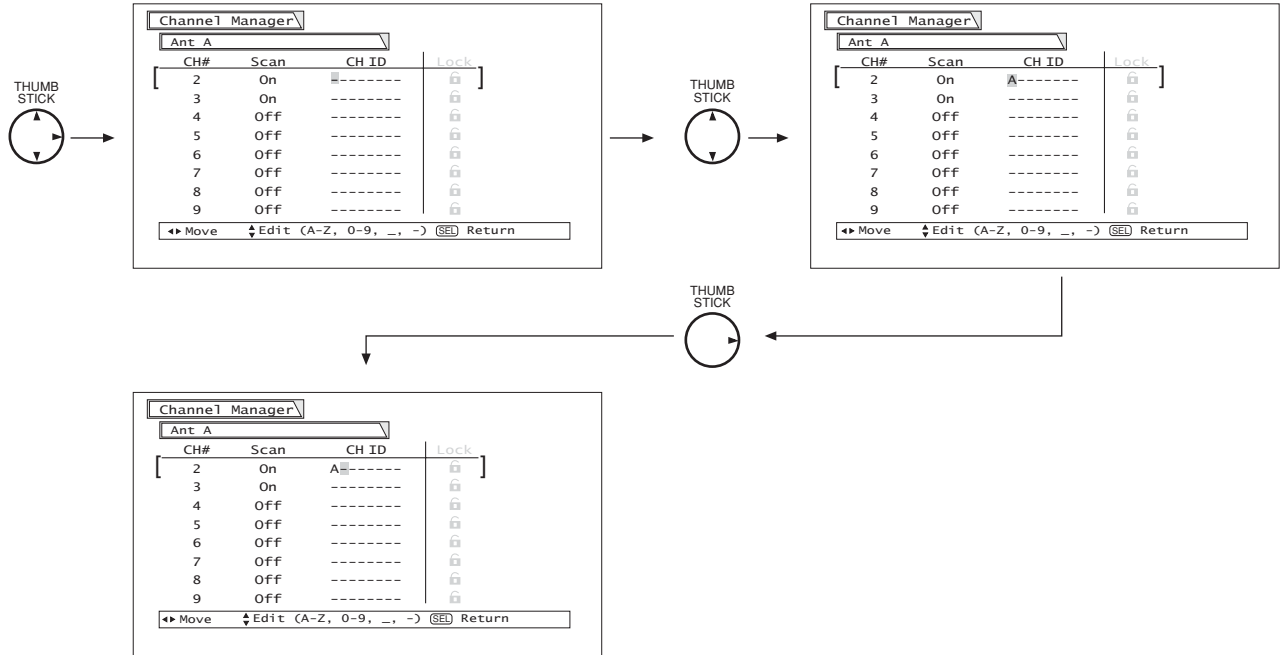 THUMB
STICK
Channel Manager
Ant A
CH# Scan CH ID Lock
[ 2 On -------- ]
3 On --------
4 Off --------
5 Off --------
6 Off --------
7 Off --------
8 Off --------
9 Off --------
Move Edit (A-Z, 0-9, _, -) SEL Return
THUMB
STICK
Channel Manager
Ant A
CH# Scan CH ID Lock
[ 2 On A------- ]
3 On --------
4 Off --------
5 Off --------
6 Off --------
7 Off --------
8 Off --------
9 Off --------
Move Edit (A-Z, 0-9, _, -) SEL Return
THUMB
STICK
Channel Manager
Ant A
CH# Scan CH ID Lock
[ 2 On A------- ]
3 On --------
4 Off --------
5 Off --------
6 Off --------
7 Off --------
8 Off --------
9 Off --------
Move Edit (A-Z, 0-9, _, -) SEL Return